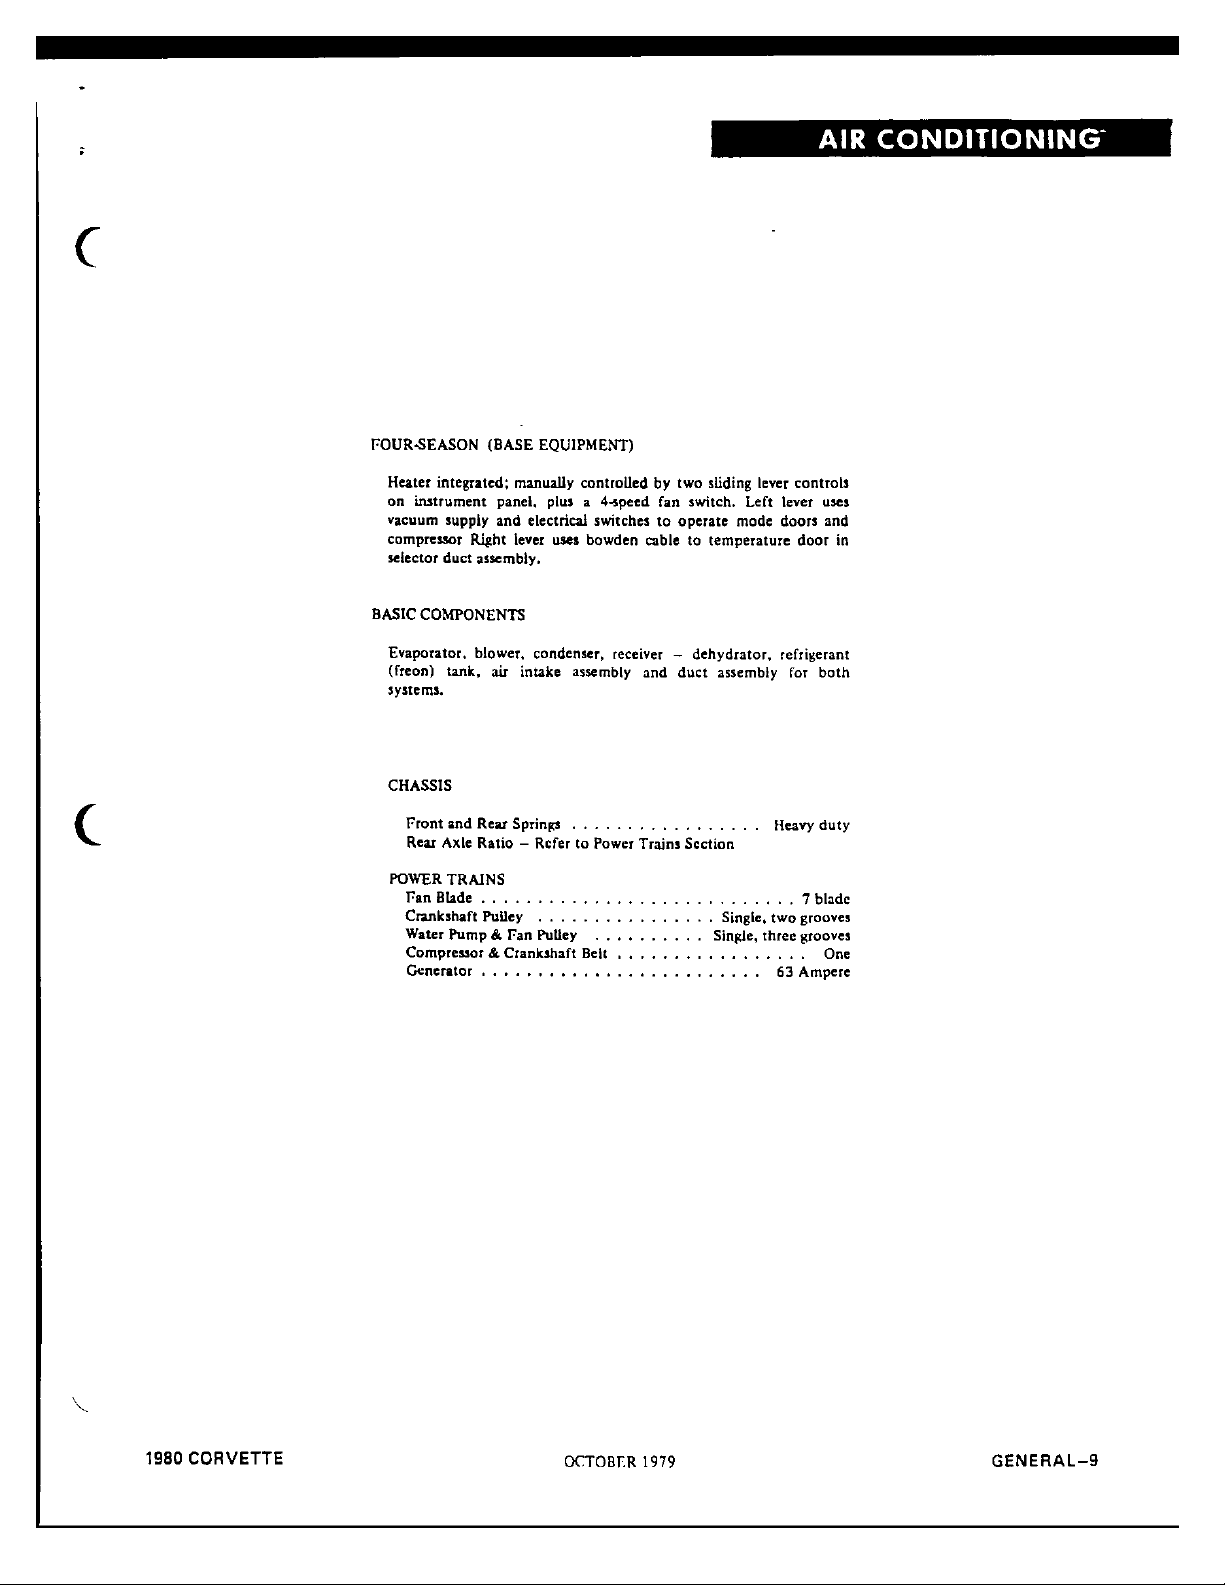 AIR CONDITIONING
FOUR-SEASON (BASE EQUIPMENT)
Heater integrated; manually controlled by two sliding lever controls
on instrument panel, plus a 4-speed fan switch. Left lever uses
vacuum supply and electrical switches to operate mode doors and
compressor Right lever uses bowden cable to temperature door in
selector duct assembly.
BASIC COMPONENTS
Evaporator, blower, condenser, receiver – dehydrator, refrigerant
(freon) tank, air intake assembly and duct assembly for both
systems.
CHASSIS
Front and Rear Springs . . . . . . . . . . . . . . . . . Heavy duty
Rear Axle Ratio – Refer to Power Trains Section
POWER TRAINS
Fan Blade . . . . . . . . . . . . . . . . . . . . . . . . . . . . 7 blade
Crankshaft Pulley . . . . . . . . . . . . . . . . Single, two grooves
Water Pump & Fan Pulley . . . . . . . . . . Single, three grooves
Compressor & Crankshaft Belt . . . . . . . . . . . . . . . . . One
Generator . . . . . . . . . . . . . . . . . . . . . . . . . 63 Ampere
1980 CORVETTE
OCTOBER 1979
GENERAL–9